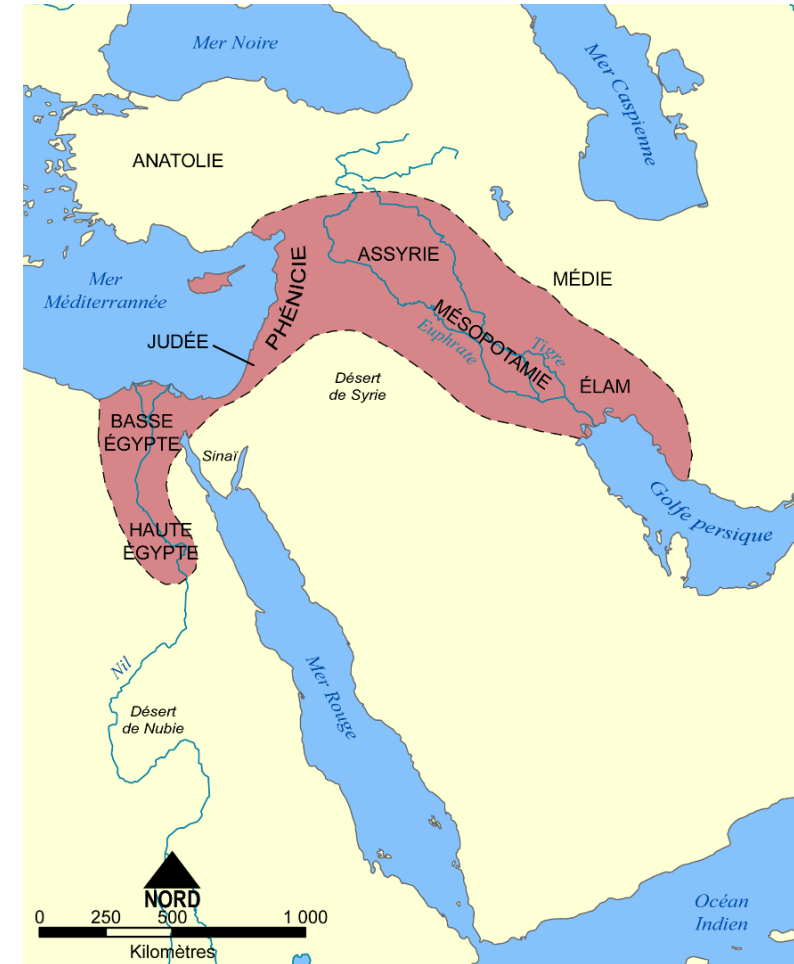 Mer Noire
Mer Caspienne
ANATOLIE
ASSYRIE
PHÉNICIE
MÉDIE
Mer
Méditerrannée
MÉSOPOTAMIE
Tigre
Euphrate
JUDÉE
Désert
de Syrie
ÉLAM
BASSE
ÉGYPTE
Sinaï
Golfe persique
HAUTE
ÉGYPTE
Nil
Mer Rouge
Désert
de Nubie
NORD
0 250 500 1 000
Kilomètres
Océan
Indien